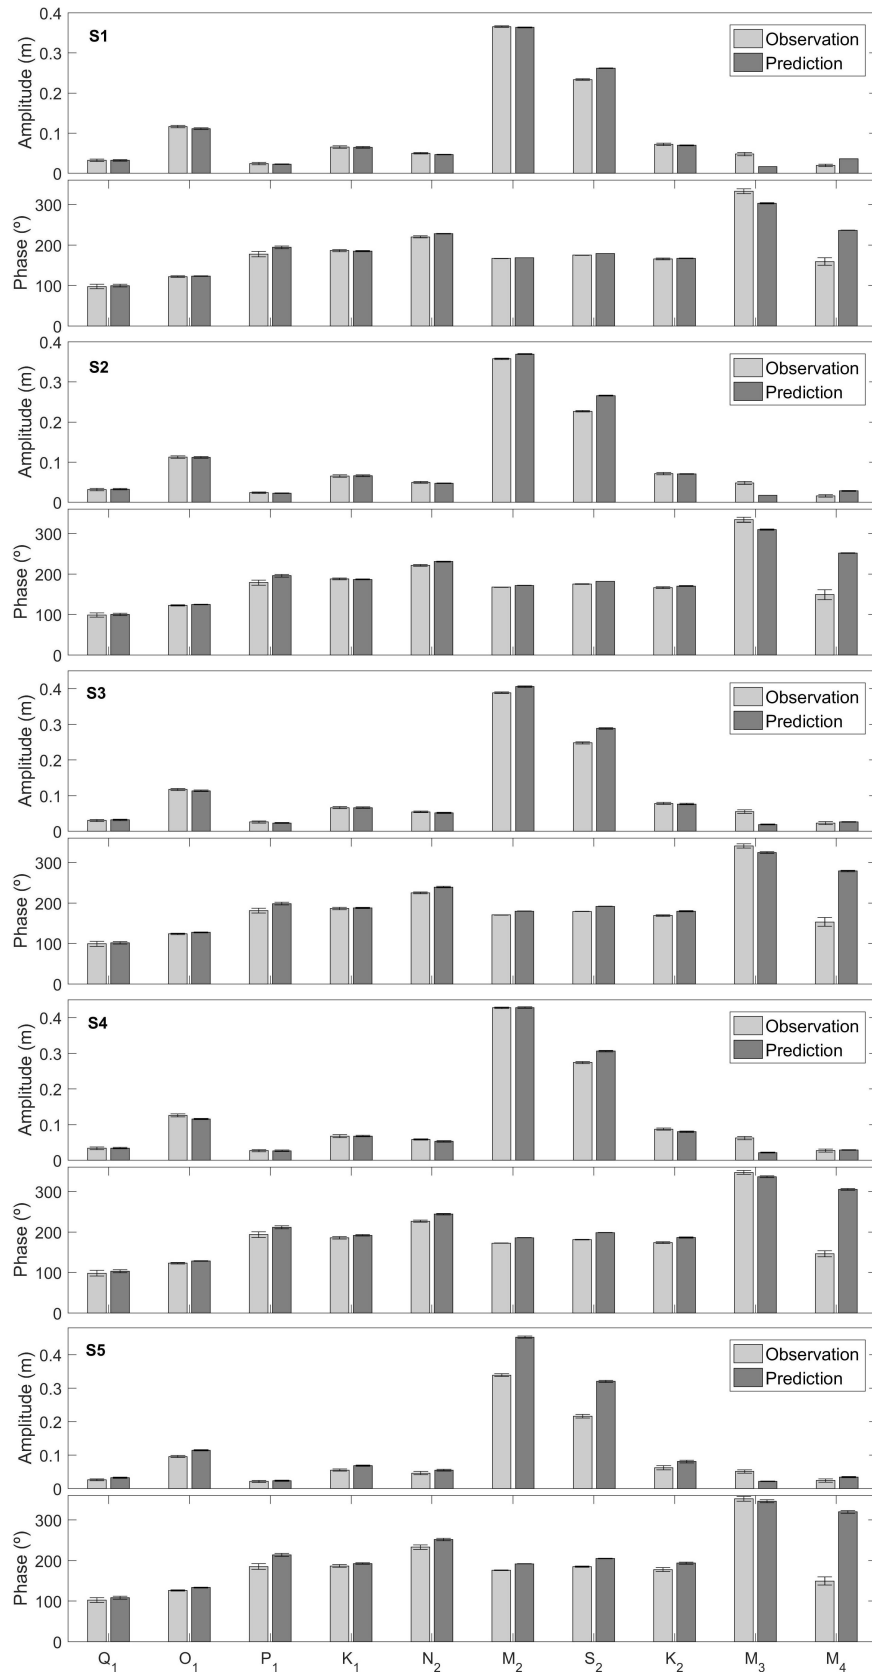 S1
Observation
Prediction
Amplitude (m)
0.4
0.3
0.2
0.1
0
Phase (º)
300
200
100
0
S2
Observation
Prediction
Amplitude (m)
0.4
0.3
0.2
0.1
0
Phase (º)
300
200
100
0
S3
Observation
Prediction
Amplitude (m)
0.4
0.3
0.2
0.1
0
Phase (º)
300
200
100
0
S4
Observation
Prediction
Amplitude (m)
0.4
0.3
0.2
0.1
0
Phase (º)
300
200
100
0
S5
Observation
Prediction
Amplitude (m)
0.4
0.3
0.2
0.1
0
Phase (º)
300
200
100
0
Q₁ O₁ P₁ K₁ N₂ M₂ S₂ K₂ M₃ M₄